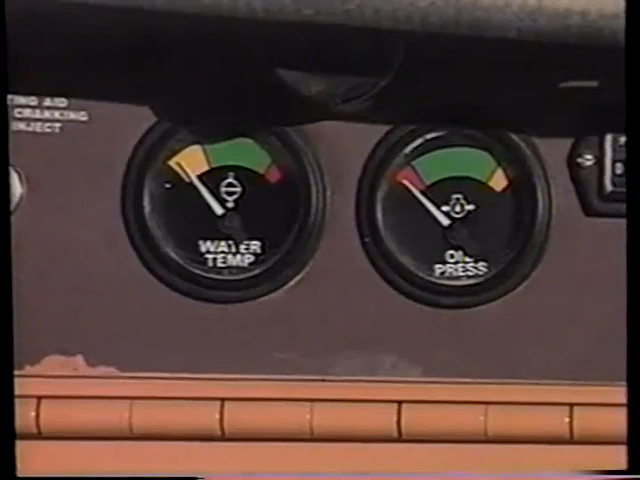 TING AID
CRANKING
INJECT
WATER
TEMP
OIL
PRESS